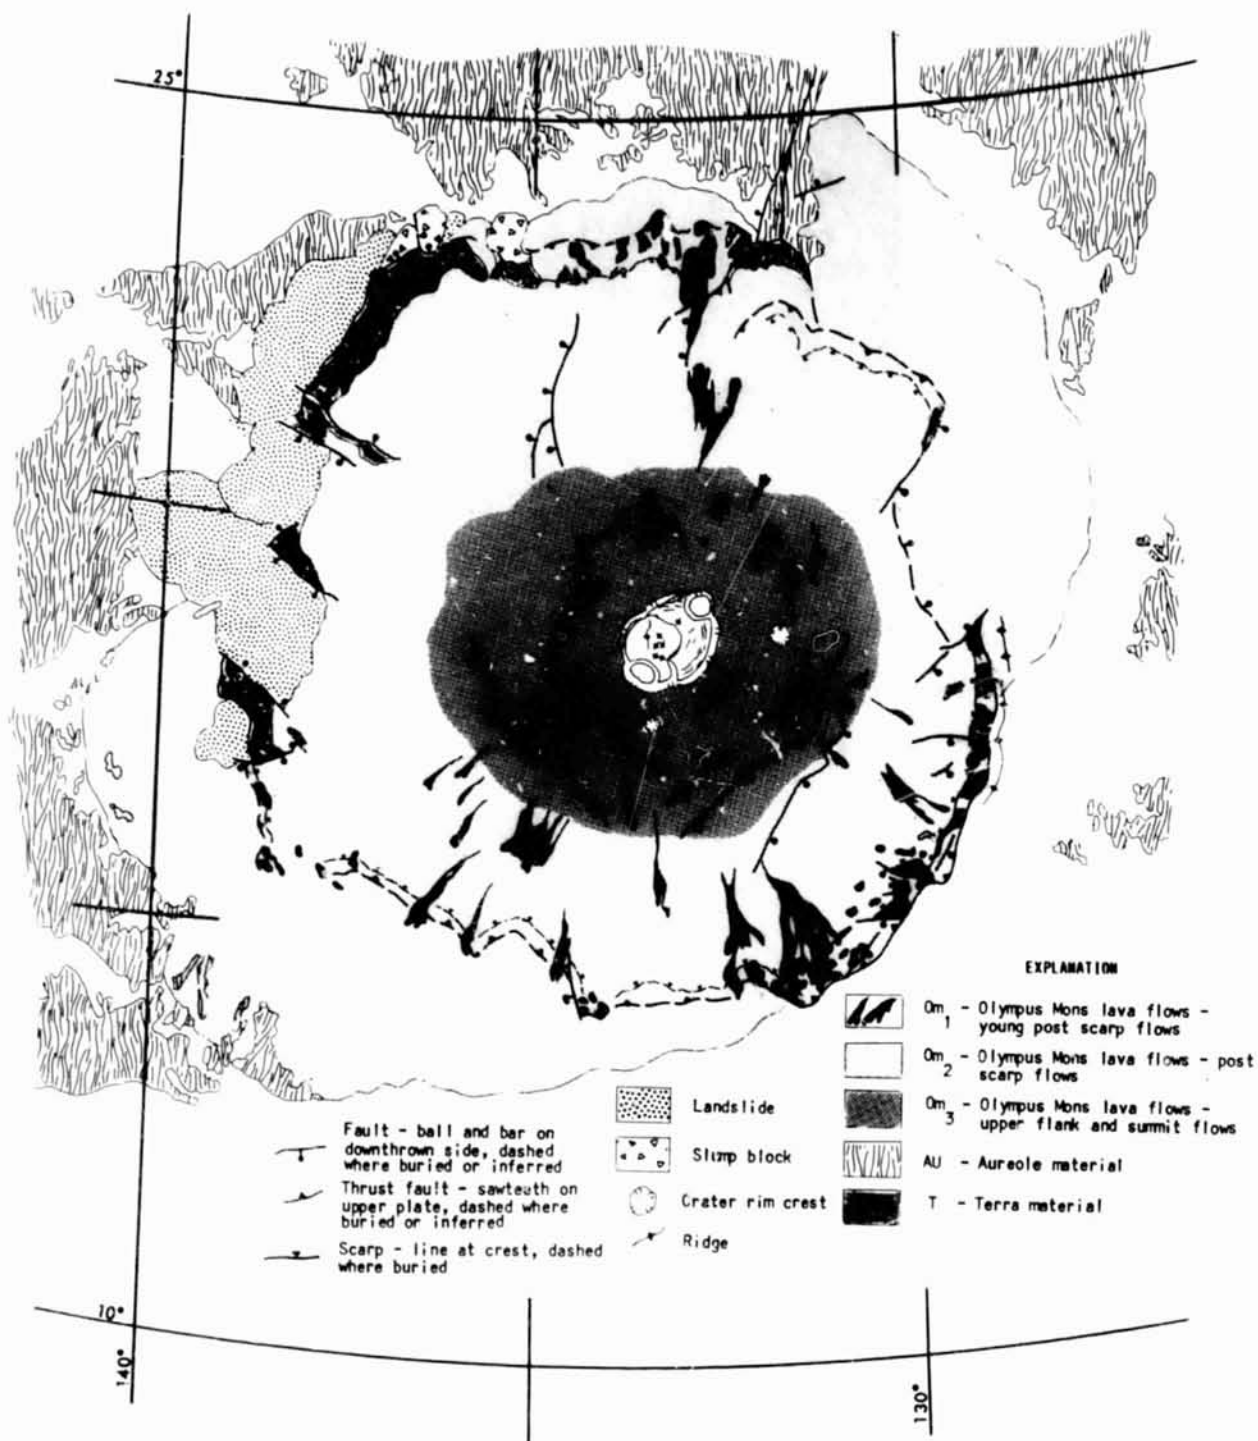 25°
EXPLANATION
Om1 - Olympus Mons lava flows -
young post scarp flows
Om2 - Olympus Mons lava flows - post
scarp flows
Om3 - Olympus Mons lava flows -
upper flank and summit flows
AU - Aureole material
T - Terra material
Landslide
Slump block
Crater rim crest
Ridge
Fault - ball and bar on
downthrown side, dashed
where buried or inferred
Thrust fault - sawteeth on
upper plate, dashed where
buried or inferred
Scarp - line at crest, dashed
where buried
10°
140°
130°